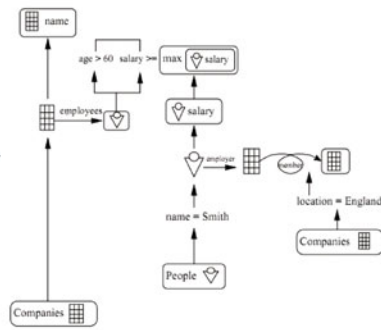 name
age > 60 salary >= max salary
employees
salary
employer
member
location = England
name = Smith
Companies
People
Companies